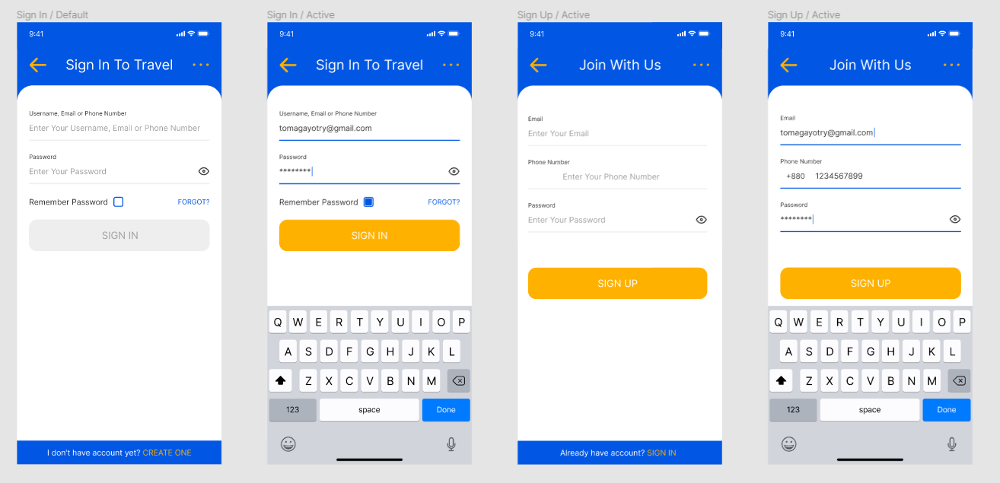 Sign In / Default
9:41
Sign In To Travel
Username, Email or Phone Number
Enter Your Username, Email or Phone Number
Password
Enter Your Password
Remember Password FORGOT?
SIGN IN
I don't have account yet? CREATE ONE
Sign In / Active
9:41
Sign In To Travel
Username, Email or Phone Number
tomagayotry@gmail.com
Password
********
Remember Password FORGOT?
SIGN IN
Q W E R T Y U I O P
A S D F G H J K L
Z X C V B N M
123 space Done
Sign Up / Active
9:41
Join With Us
Email
Enter Your Email
Phone Number
Enter Your Phone Number
Password
Enter Your Password
SIGN UP
Already have account? SIGN IN
Sign Up / Active
9:41
Join With Us
Email
tomagayotry@gmail.com
Phone Number
+880 1234567899
Password
********
SIGN UP
Q W E R T Y U I O P
A S D F G H J K L
Z X C V B N M
123 space Done